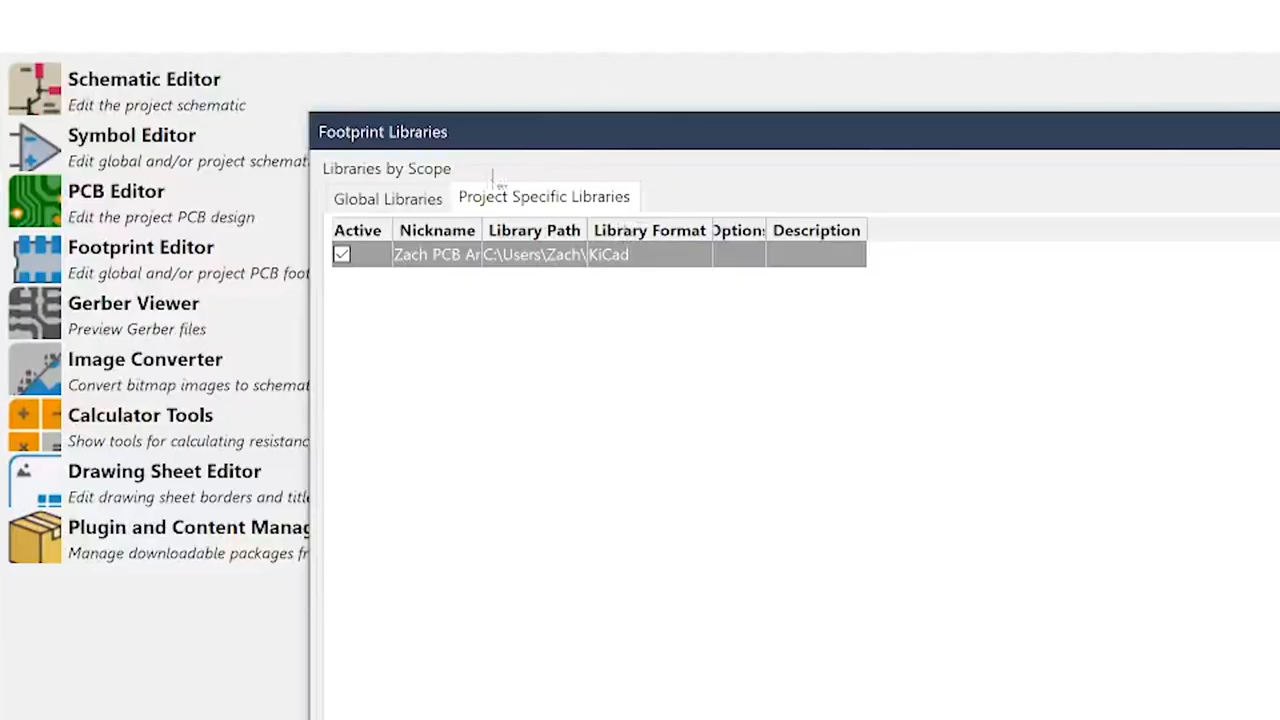 Schematic Editor
Edit the project schematic
Symbol Editor
Edit global and/or project schemat
PCB Editor
Edit the project PCB design
Footprint Editor
Edit global and/or project PCB foot
Gerber Viewer
Preview Gerber files
Image Converter
Convert bitmap images to schemat
Calculator Tools
Show tools for calculating resistanc
Drawing Sheet Editor
Edit drawing sheet borders and title
Plugin and Content Manag
Manage downloadable packages fr
Footprint Libraries
Libraries by Scope
Global Libraries Project Specific Libraries
Active Nickname Library Path Library Format Options Description
Zach PCB Ar C:\Users\Zach\ KiCad